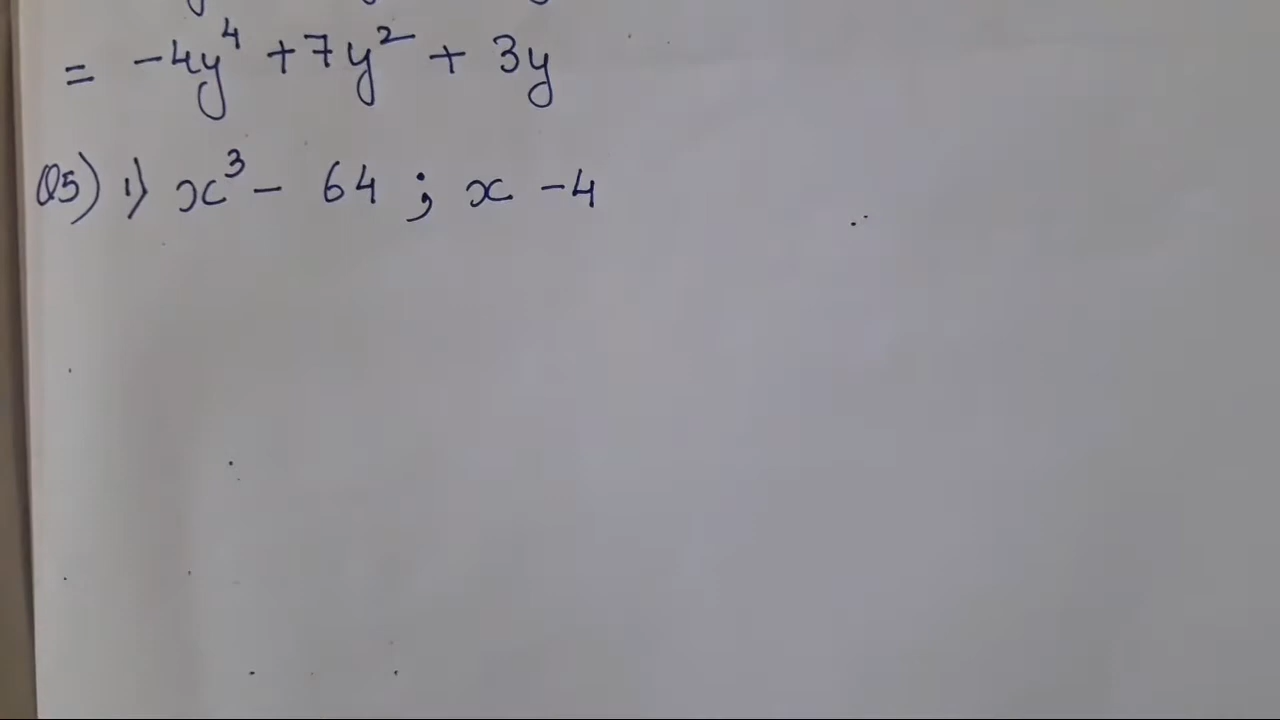 = -4y⁴ + 7y² + 3y
Q5) 1) x³ - 64 ; x - 4